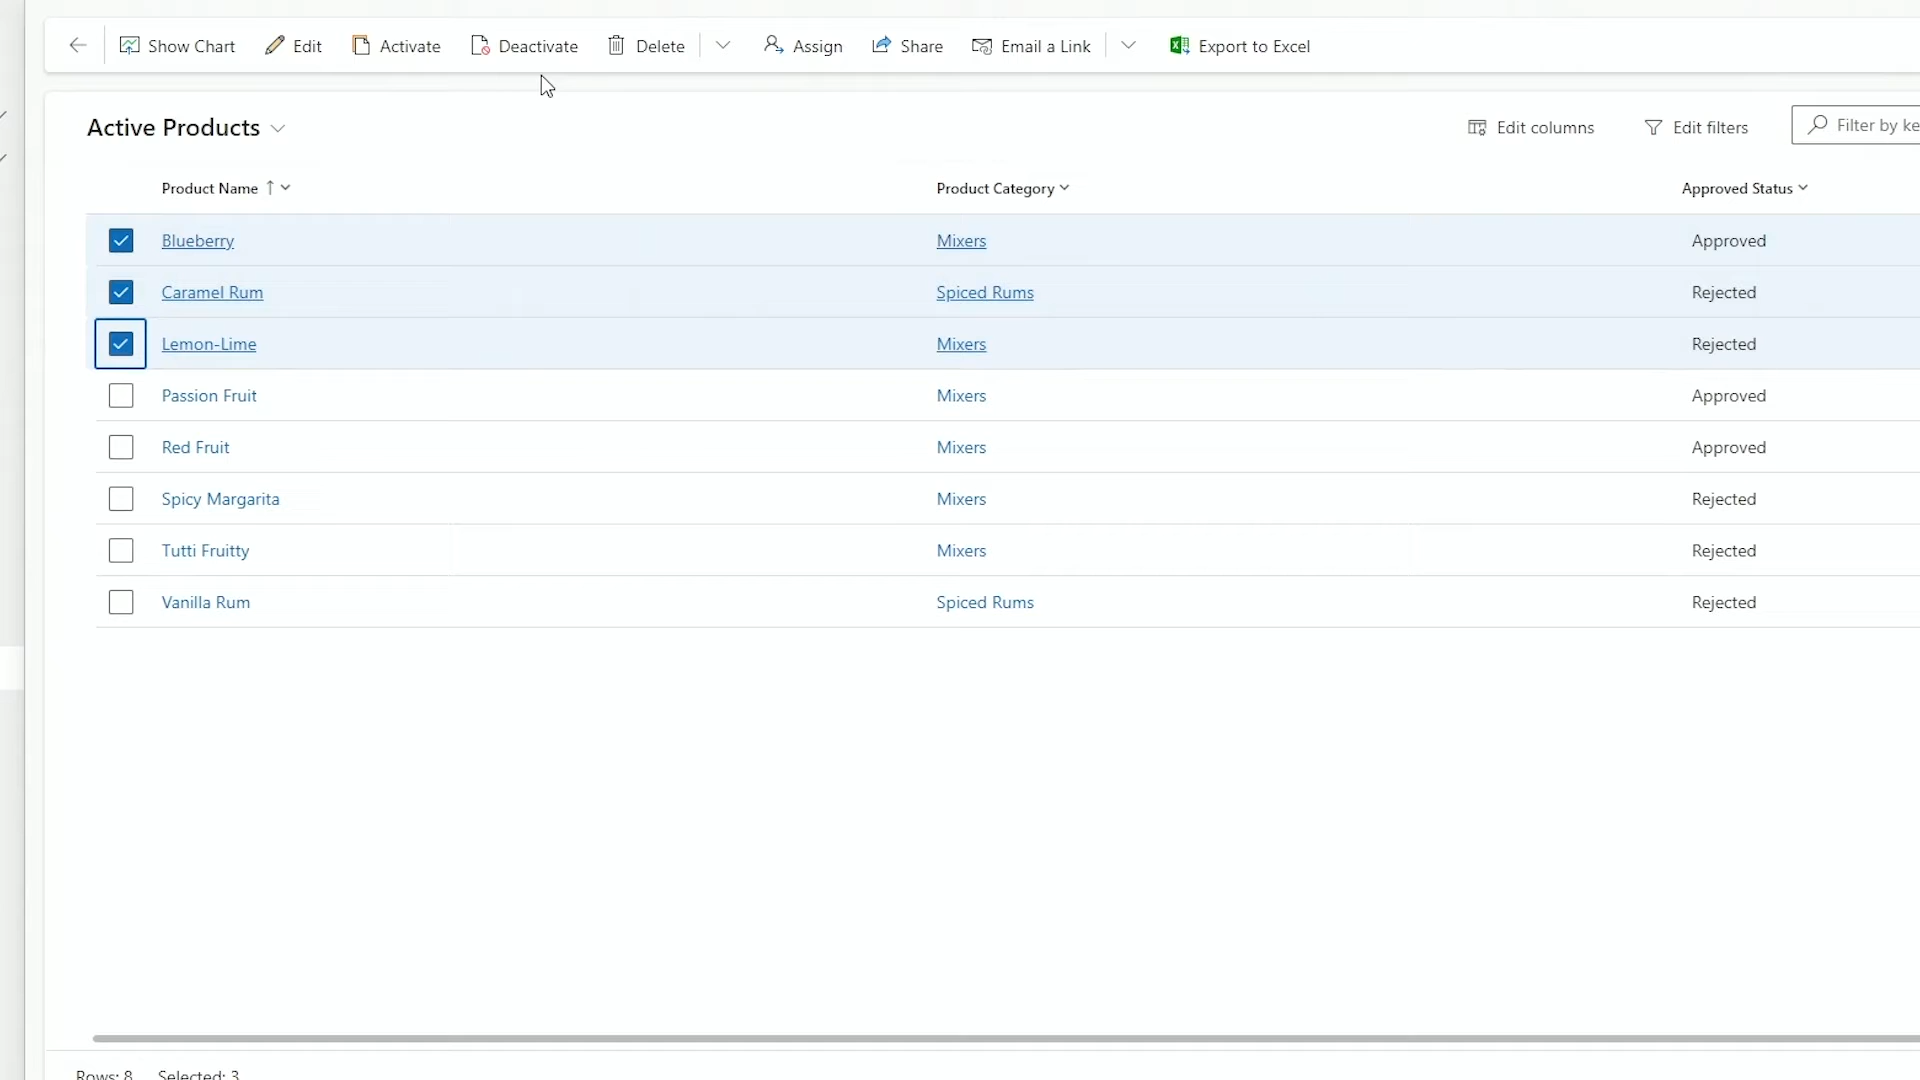 Show Chart Edit Activate Deactivate Delete Assign Share Email a Link Export to Excel
Active Products Edit columns Edit filters Filter by ke
Product Name Product Category Approved Status
Blueberry Mixers Approved
Caramel Rum Spiced Rums Rejected
Lemon-Lime Mixers Rejected
Passion Fruit Mixers Approved
Red Fruit Mixers Approved
Spicy Margarita Mixers Rejected
Tutti Fruitty Mixers Rejected
Vanilla Rum Spiced Rums Rejected
Rows: 8 Selected: 3